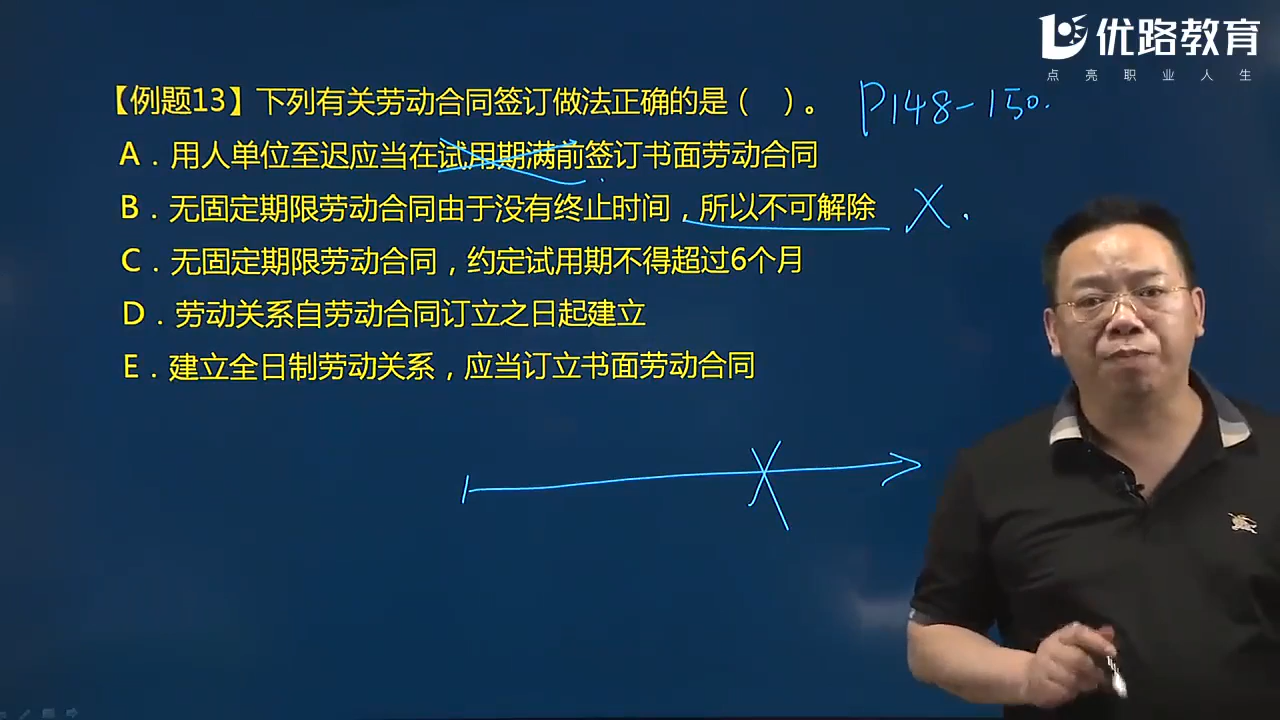 优路教育
点亮职业人生
【例题13】下列有关劳动合同签订做法正确的是（ ）。 P148-150.
A．用人单位至迟应当在试用期满前签订书面劳动合同
B．无固定期限劳动合同由于没有终止时间，所以不可解除 X.
C．无固定期限劳动合同，约定试用期不得超过6个月
D．劳动关系自劳动合同订立之日起建立
E．建立全日制劳动关系，应当订立书面劳动合同